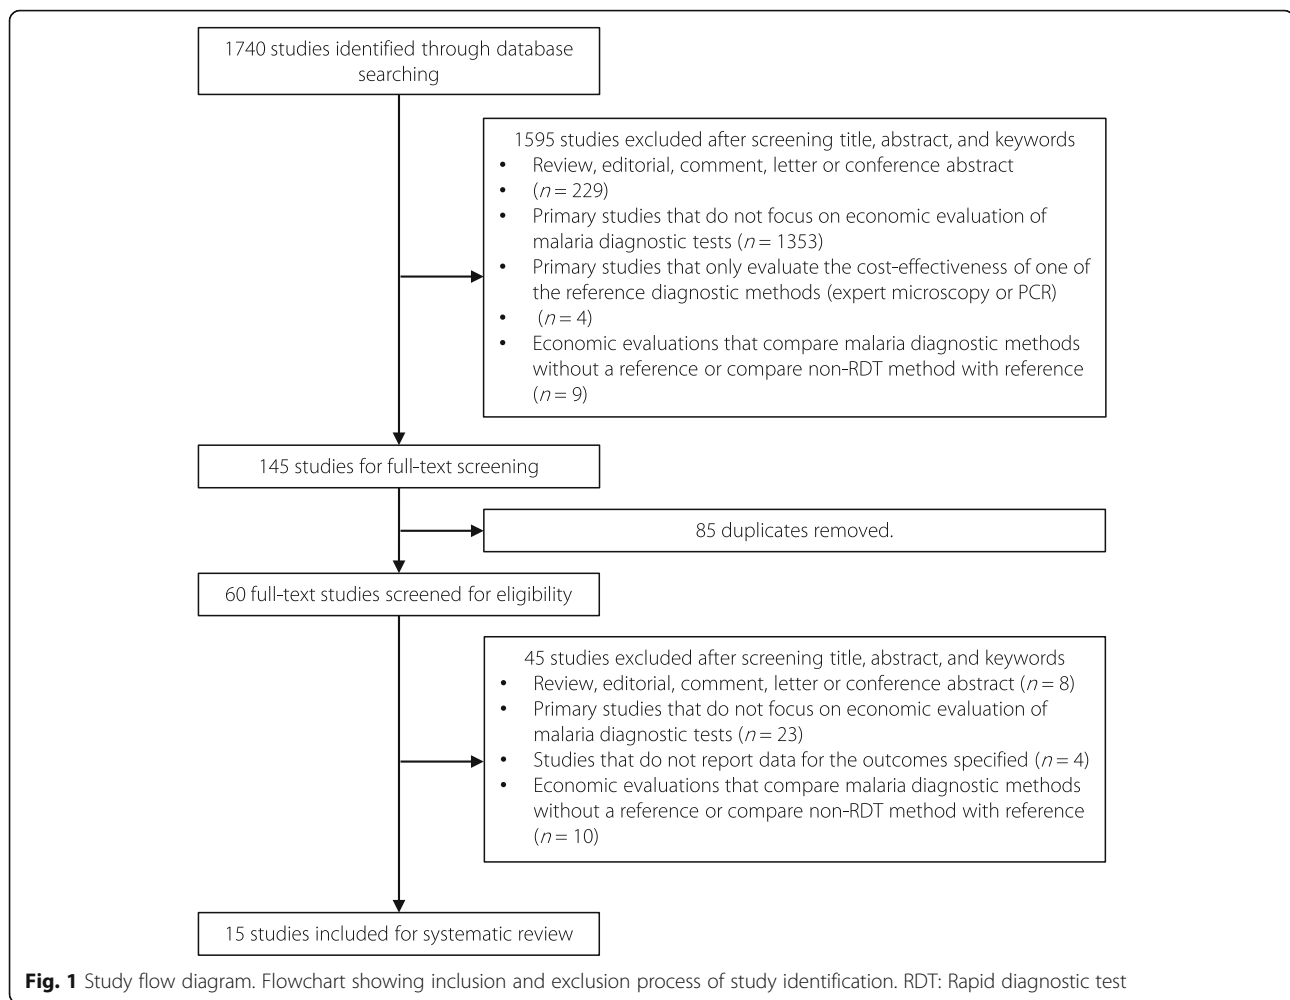 1740 studies identified through database
searching
1595 studies excluded after screening title, abstract, and keywords
• Review, editorial, comment, letter or conference abstract
• (n = 229)
• Primary studies that do not focus on economic evaluation of
malaria diagnostic tests (n = 1353)
• Primary studies that only evaluate the cost-effectiveness of one of
the reference diagnostic methods (expert microscopy or PCR)
• (n = 4)
• Economic evaluations that compare malaria diagnostic methods
without a reference or compare non-RDT method with reference
(n = 9)
145 studies for full-text screening
85 duplicates removed.
60 full-text studies screened for eligibility
45 studies excluded after screening title, abstract, and keywords
• Review, editorial, comment, letter or conference abstract (n = 8)
• Primary studies that do not focus on economic evaluation of
malaria diagnostic tests (n = 23)
• Studies that do not report data for the outcomes specified (n = 4)
• Economic evaluations that compare malaria diagnostic methods
without a reference or compare non-RDT method with reference
(n = 10)
15 studies included for systematic review
Fig. 1 Study flow diagram. Flowchart showing inclusion and exclusion process of study identification. RDT: Rapid diagnostic test